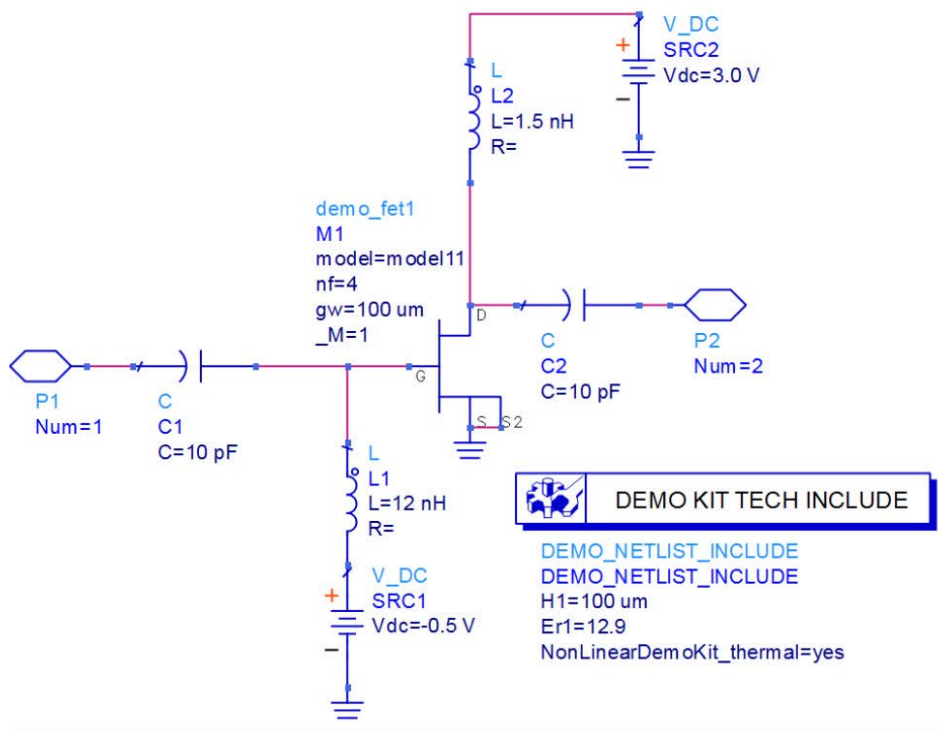 V_DC
SRC2
Vdc=3.0 V
+
−
L
L2
L=1.5 nH
R=
demo_fet1
M1
model=model11
nf=4
gw=100 um
_M=1
D
G
S S2
C
C2
C=10 pF
P2
Num=2
P1
Num=1
C
C1
C=10 pF
L
L1
L=12 nH
R=
V_DC
SRC1
Vdc=-0.5 V
+
−
DEMO KIT TECH INCLUDE
DEMO_NETLIST_INCLUDE
DEMO_NETLIST_INCLUDE
H1=100 um
Er1=12.9
NonLinearDemoKit_thermal=yes